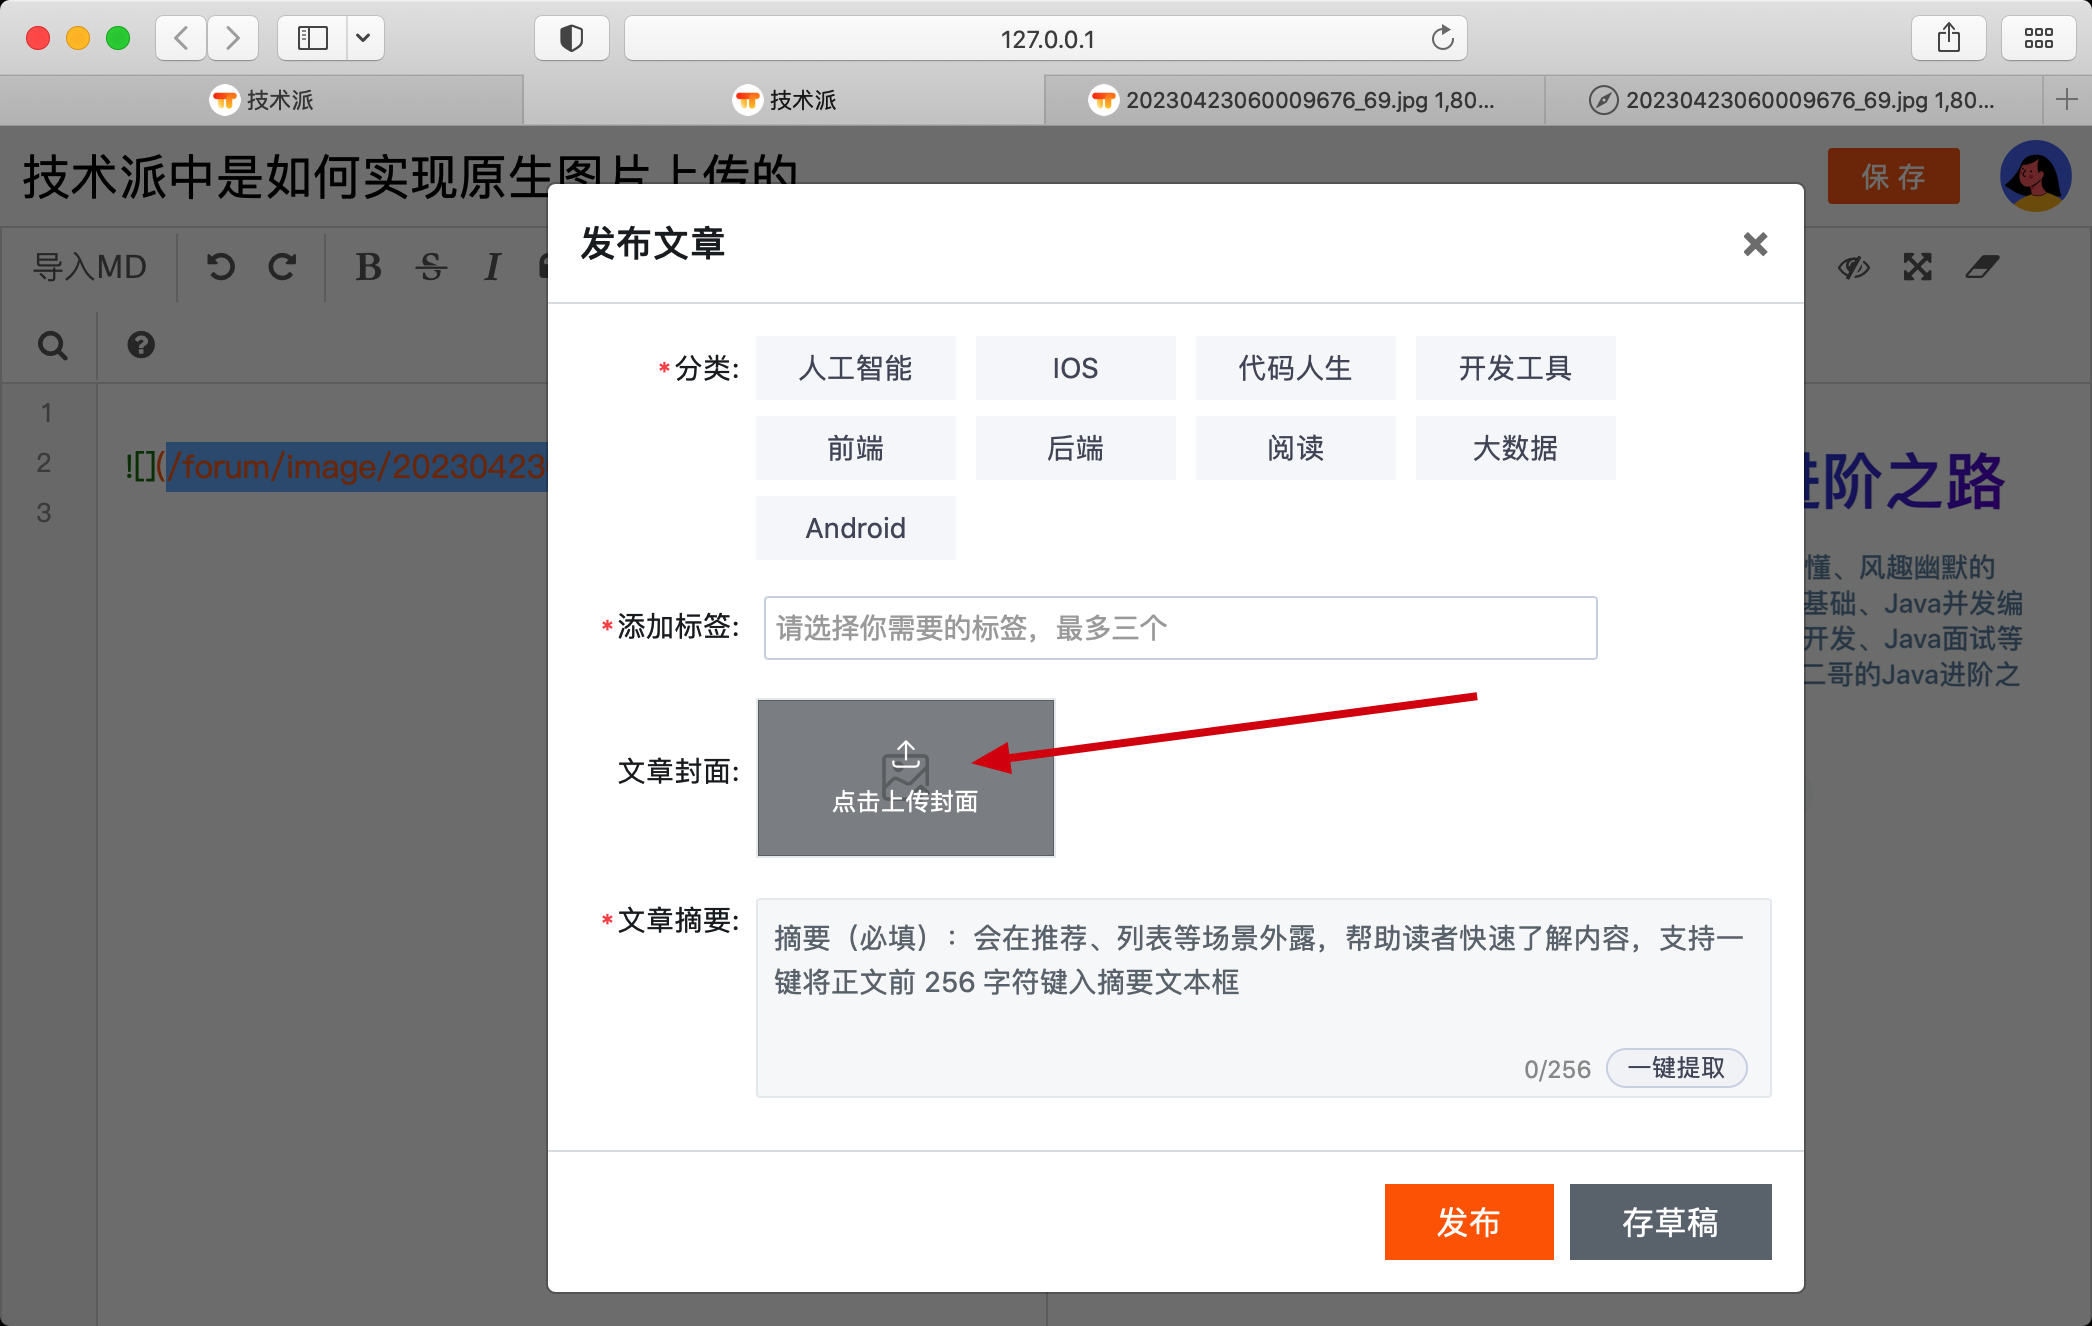 127.0.0.1
技术派
技术派
20230423060009676_69.jpg 1,80...
20230423060009676_69.jpg 1,80...
技术派中是如何实现原生图片上传的
保 存
导入MD
B S I
1
2
3
![](/forum/image/20230423
进阶之路
懂、风趣幽默的
基础、Java并发编
开发、Java面试等
二哥的Java进阶之
发布文章
*分类:
人工智能
IOS
代码人生
开发工具
前端
后端
阅读
大数据
Android
*添加标签:
请选择你需要的标签，最多三个
文章封面:
点击上传封面
*文章摘要:
摘要（必填）：会在推荐、列表等场景外露，帮助读者快速了解内容，支持一
键将正文前 256 字符键入摘要文本框
0/256
一键提取
发布
存草稿